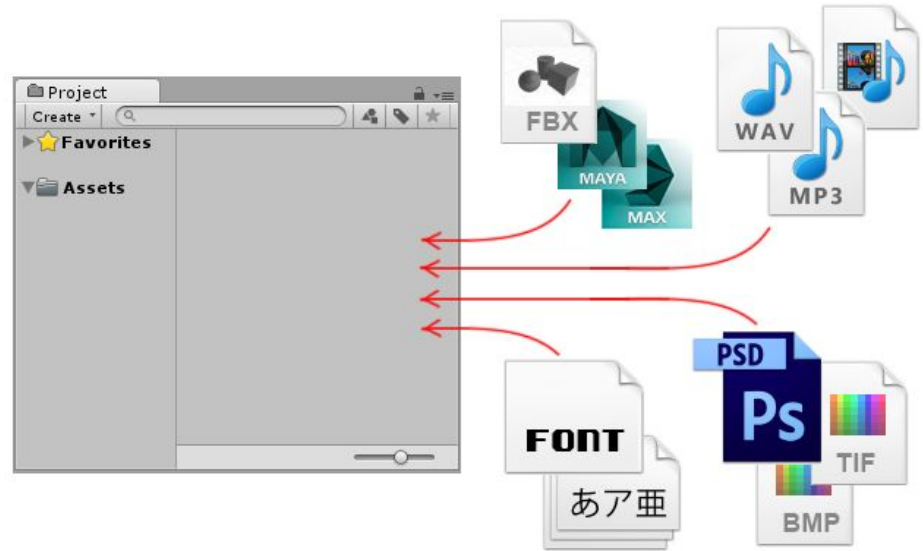 Project
Create
Favorites
Assets
FBX
MAYA
MAX
WAV
MP3
FONT
あア亜
PSD
Ps
TIF
BMP